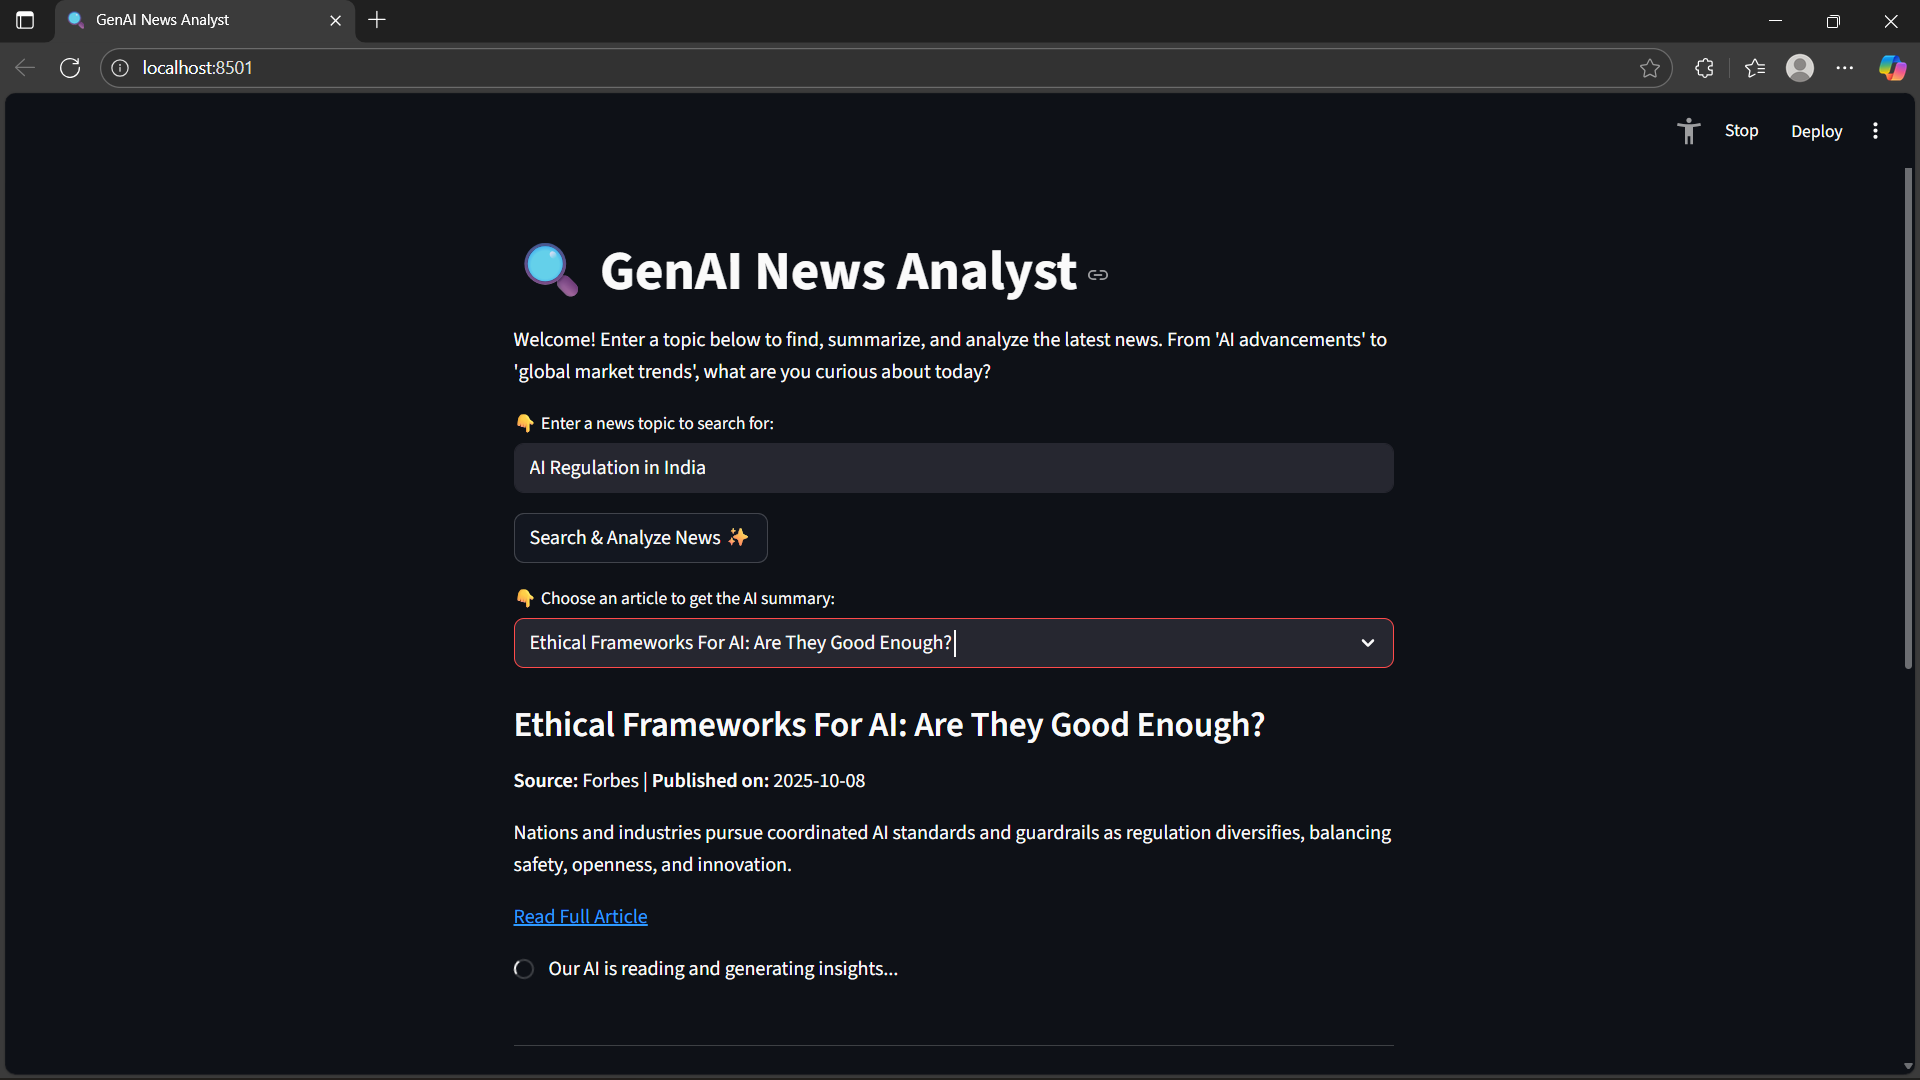 GenAI News Analyst
localhost:8501
Stop Deploy
GenAI News Analyst
Welcome! Enter a topic below to find, summarize, and analyze the latest news. From 'AI advancements' to
'global market trends', what are you curious about today?
👇 Enter a news topic to search for:
AI Regulation in India
Search & Analyze News ✨
👇 Choose an article to get the AI summary:
Ethical Frameworks For AI: Are They Good Enough?
Ethical Frameworks For AI: Are They Good Enough?
Source: Forbes | Published on: 2025-10-08
Nations and industries pursue coordinated AI standards and guardrails as regulation diversifies, balancing
safety, openness, and innovation.
Read Full Article
Our AI is reading and generating insights...